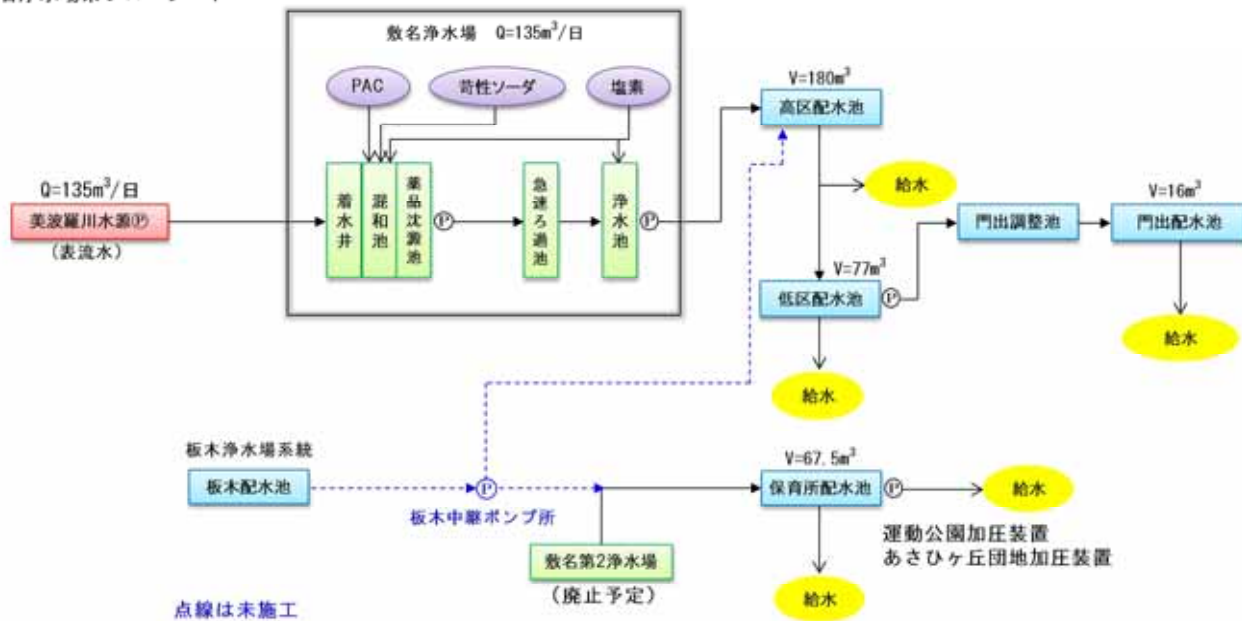 敷名浄水場 Q=135m³/日
PAC
苛性ソーダ
塩素
Q=135m³/日
美波羅川水源Ⓟ
(表流水)
着水井
混和池
薬品沈澱池
Ⓟ
急速ろ過池
浄水池
Ⓟ
V=180m³
高区配水池
給水
V=77m³
低区配水池
Ⓟ
給水
門出調整池
V=16m³
門出配水池
給水
板木浄水場系統
板木配水池
Ⓟ
板木中継ポンプ所
敷名第2浄水場
(廃止予定)
V=67.5m³
保育所配水池
Ⓟ
給水
運動公園加圧装置
あさひヶ丘団地加圧装置
給水
点線は未施工